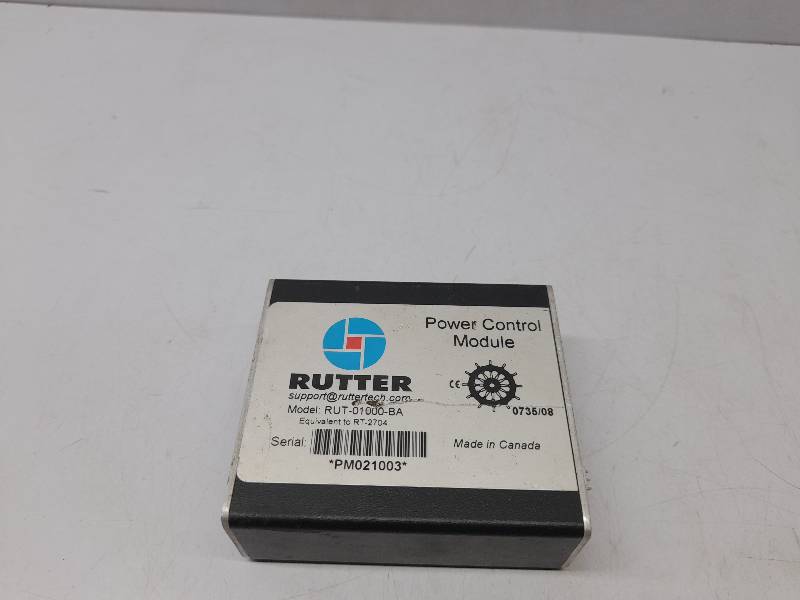 Power Control
Module
RUTTER
support@ruttertech.com
Model: RUT-01000-BA
Equivalent to RT-2704
CE
0735/08
Serial:
*PM021003*
Made in Canada